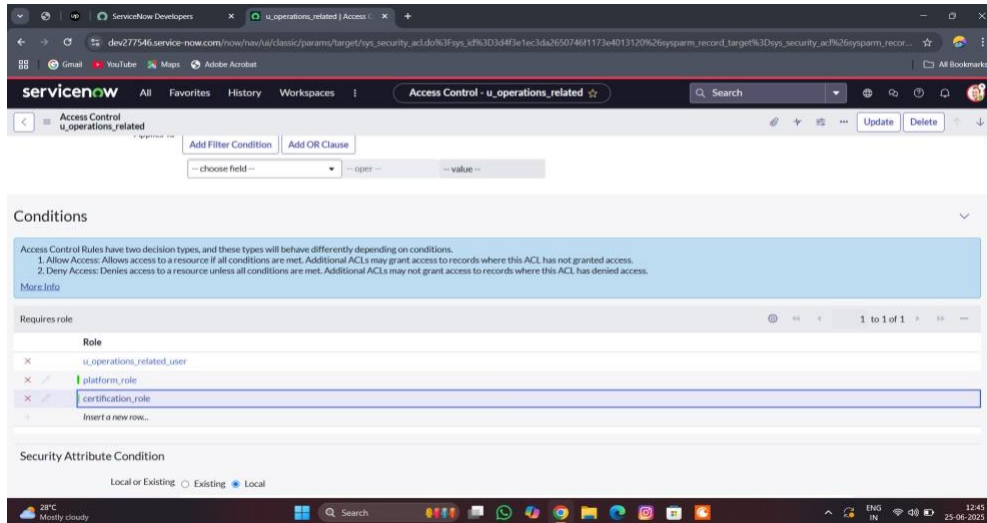 ServiceNow Developers
u_operations_related | Access C
dev277546.service-now.com/now/nav/ui/classic/params/target/sys_security_acl.do%3Fsys_id%3D3d4f3e1ec3da2650746f1173e4013120%26sysparm_record_target%3Dsys_security_acl%26sysparm_recor...
Gmail YouTube Maps Adobe Acrobat All Bookmarks
servicenow All Favorites History Workspaces Access Control - u_operations_related Search
Access Control
u_operations_related
Update Delete
Add Filter Condition Add OR Clause
-- choose field -- -- oper -- -- value --
Conditions
Access Control Rules have two decision types, and these types will behave differently depending on conditions.
1. Allow Access: Allows access to a resource if all conditions are met. Additional ACLs may grant access to records where this ACL has not granted access.
2. Deny Access: Denies access to a resource unless all conditions are met. Additional ACLs may not grant access to records where this ACL has denied access.
More Info
Requires role 1 to 1 of 1
Role
u_operations_related_user
platform_role
certification_role
Insert a new row...
Security Attribute Condition
Local or Existing Existing Local
28°C
Mostly cloudy
Search
ENG
IN
12:45
25-06-2025